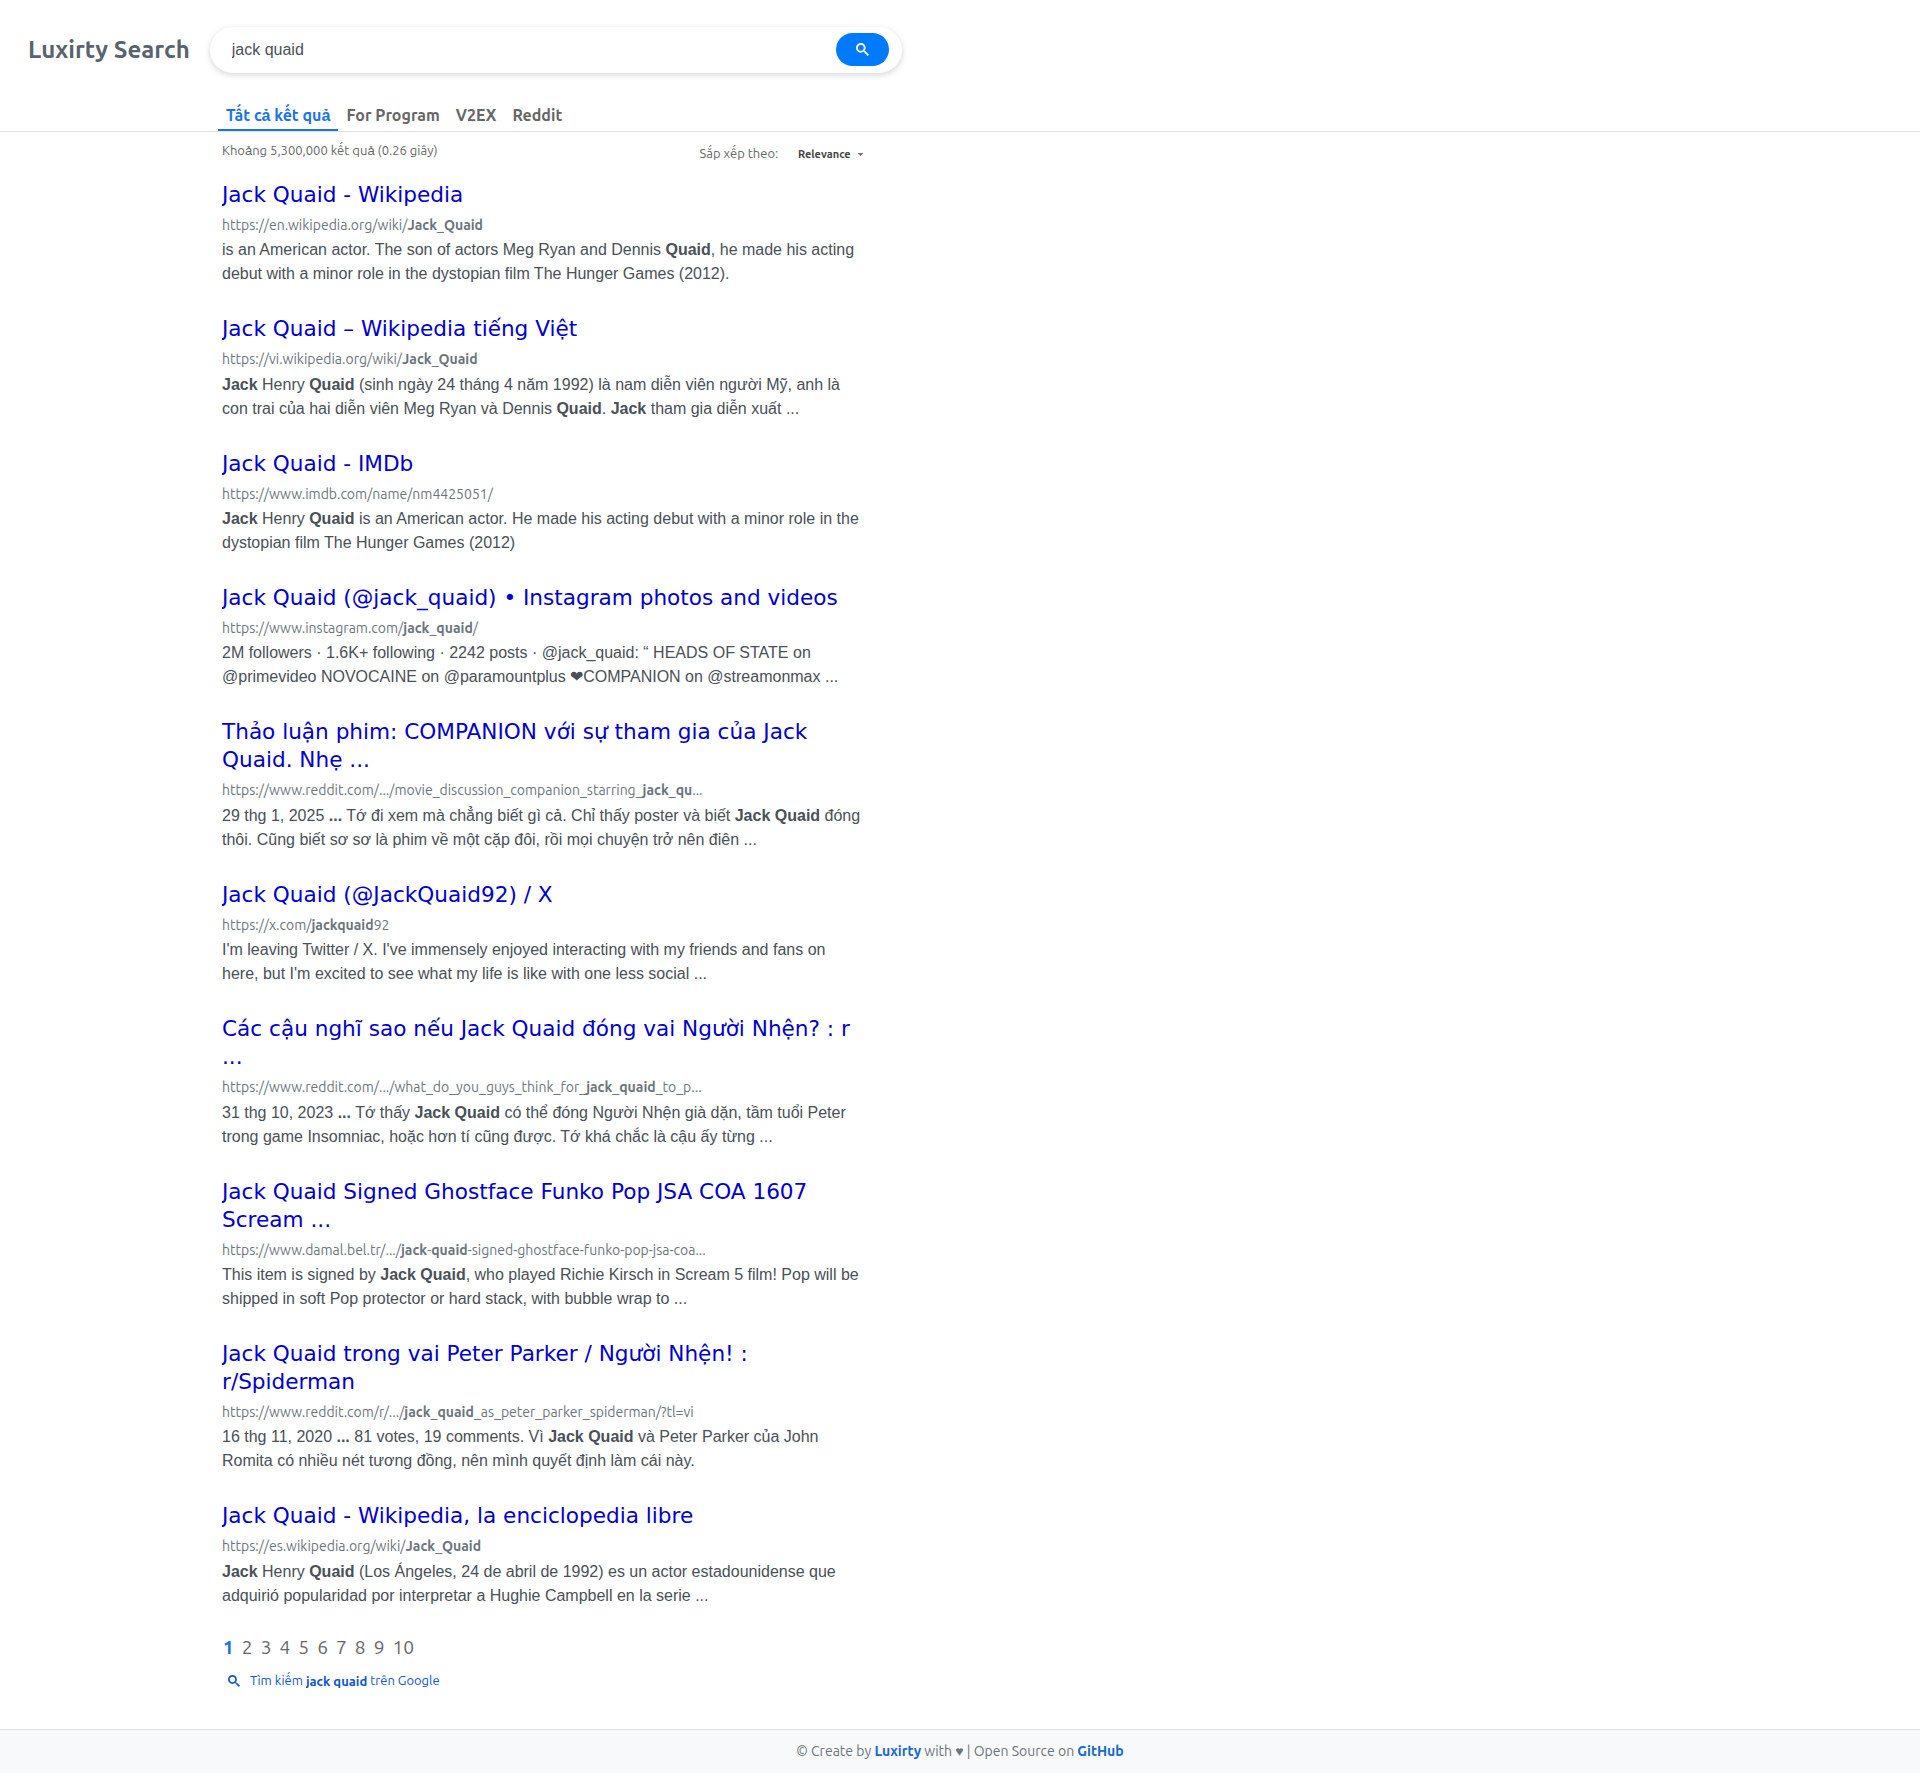 Luxirty Search
jack quaid
Tất cả kết quả For Program V2EX Reddit
Khoảng 5,300,000 kết quả (0.26 giây)
Sắp xếp theo: Relevance
Jack Quaid - Wikipedia
https://en.wikipedia.org/wiki/Jack_Quaid
is an American actor. The son of actors Meg Ryan and Dennis Quaid, he made his acting
debut with a minor role in the dystopian film The Hunger Games (2012).
Jack Quaid – Wikipedia tiếng Việt
https://vi.wikipedia.org/wiki/Jack_Quaid
Jack Henry Quaid (sinh ngày 24 tháng 4 năm 1992) là nam diễn viên người Mỹ, anh là
con trai của hai diễn viên Meg Ryan và Dennis Quaid. Jack tham gia diễn xuất ...
Jack Quaid - IMDb
https://www.imdb.com/name/nm4425051/
Jack Henry Quaid is an American actor. He made his acting debut with a minor role in the
dystopian film The Hunger Games (2012)
Jack Quaid (@jack_quaid) • Instagram photos and videos
https://www.instagram.com/jack_quaid/
2M followers · 1.6K+ following · 2242 posts · @jack_quaid: “ HEADS OF STATE on
@primevideo NOVOCAINE on @paramountplus ❤COMPANION on @streamonmax ...
Thảo luận phim: COMPANION với sự tham gia của Jack
Quaid. Nhẹ ...
https://www.reddit.com/.../movie_discussion_companion_starring_jack_qu...
29 thg 1, 2025 ... Tớ đi xem mà chẳng biết gì cả. Chỉ thấy poster và biết Jack Quaid đóng
thôi. Cũng biết sơ sơ là phim về một cặp đôi, rồi mọi chuyện trở nên điên ...
Jack Quaid (@JackQuaid92) / X
https://x.com/jackquaid92
I'm leaving Twitter / X. I've immensely enjoyed interacting with my friends and fans on
here, but I'm excited to see what my life is like with one less social ...
Các cậu nghĩ sao nếu Jack Quaid đóng vai Người Nhện? : r
...
https://www.reddit.com/.../what_do_you_guys_think_for_jack_quaid_to_p...
31 thg 10, 2023 ... Tớ thấy Jack Quaid có thể đóng Người Nhện già dặn, tầm tuổi Peter
trong game Insomniac, hoặc hơn tí cũng được. Tớ khá chắc là cậu ấy từng ...
Jack Quaid Signed Ghostface Funko Pop JSA COA 1607
Scream ...
https://www.damal.bel.tr/.../jack-quaid-signed-ghostface-funko-pop-jsa-coa...
This item is signed by Jack Quaid, who played Richie Kirsch in Scream 5 film! Pop will be
shipped in soft Pop protector or hard stack, with bubble wrap to ...
Jack Quaid trong vai Peter Parker / Người Nhện! :
r/Spiderman
https://www.reddit.com/r/.../jack_quaid_as_peter_parker_spiderman/?tl=vi
16 thg 11, 2020 ... 81 votes, 19 comments. Vì Jack Quaid và Peter Parker của John
Romita có nhiều nét tương đồng, nên mình quyết định làm cái này.
Jack Quaid - Wikipedia, la enciclopedia libre
https://es.wikipedia.org/wiki/Jack_Quaid
Jack Henry Quaid (Los Ángeles, 24 de abril de 1992) es un actor estadounidense que
adquirió popularidad por interpretar a Hughie Campbell en la serie ...
1 2 3 4 5 6 7 8 9 10
Tìm kiếm jack quaid trên Google
© Create by Luxirty with ♥ | Open Source on GitHub